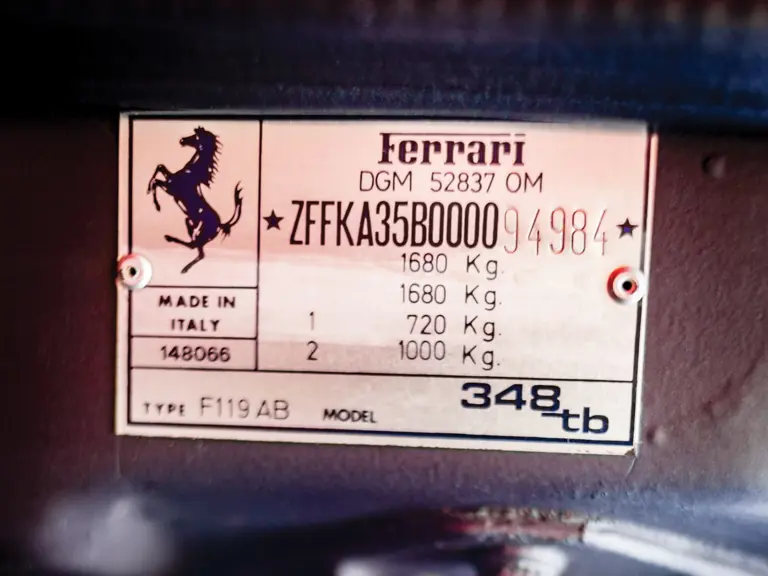 Ferrari
DGM 52837 OM
★ ZFFKA35B000094984 ★
1680 Kg.
1680 Kg.
1 720 Kg.
2 1000 Kg.
MADE IN
ITALY
148066
TYPE F119 AB MODEL 348 tb